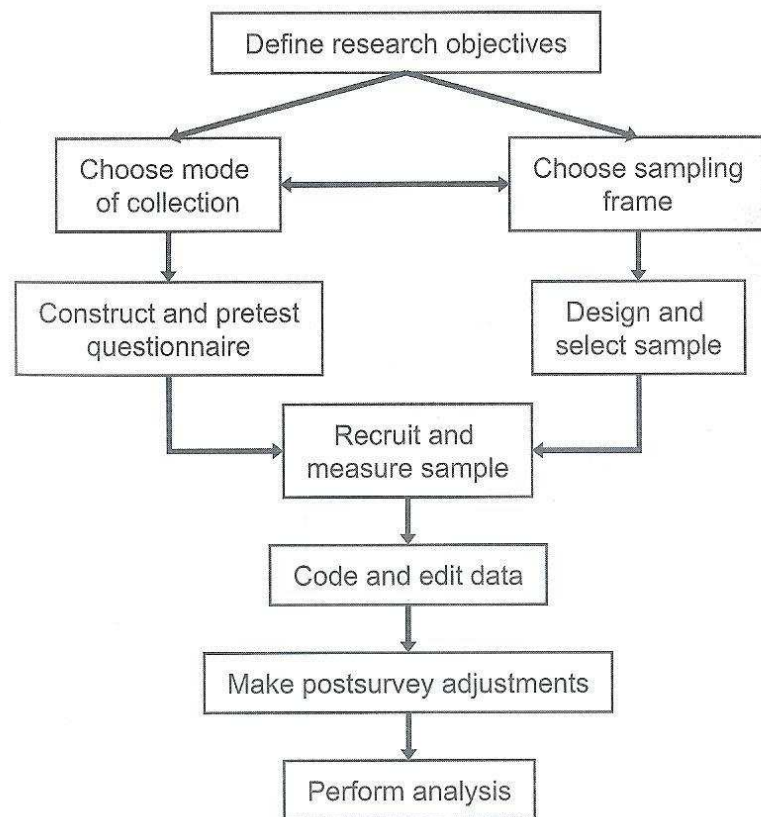 Define research objectives
Choose mode
of collection
Choose sampling
frame
Construct and pretest
questionnaire
Design and
select sample
Recruit and
measure sample
Code and edit data
Make postsurvey adjustments
Perform analysis